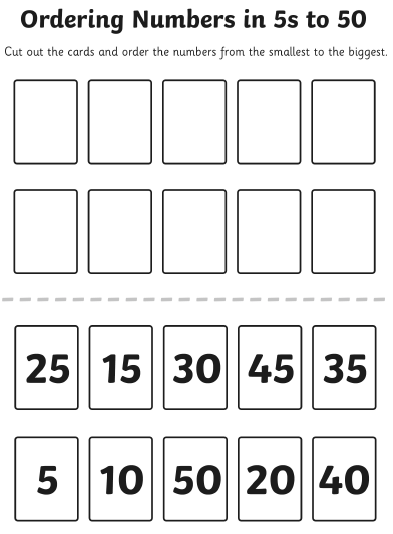 Ordering Numbers in 5s to 50
Cut out the cards and order the numbers from the smallest to the biggest.
25 15 30 45 35
5 10 50 20 40